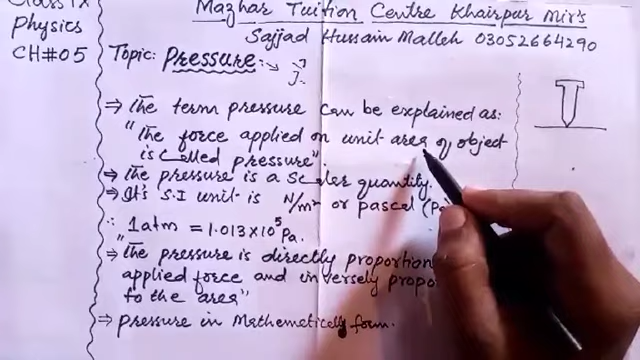 Class IX
Physics
CH#05
Mazhar Tuition Centre Khairpur Mir's
Sajjad Hussain Malleh 03052664290
Topic: Pressure:→
⇒ The term pressure can be explained as:
"The force applied on unit area of object
is called pressure"
⇒ The pressure is a Scaler quantity.
⇒ It's S.I unit is N/m² or pascal (Pa
∴ 1atm = 1.013×10⁵Pa.
⇒ "The pressure is directly proportion
applied force and inversely propo
to the area"
⇒ pressure in Mathematically form.